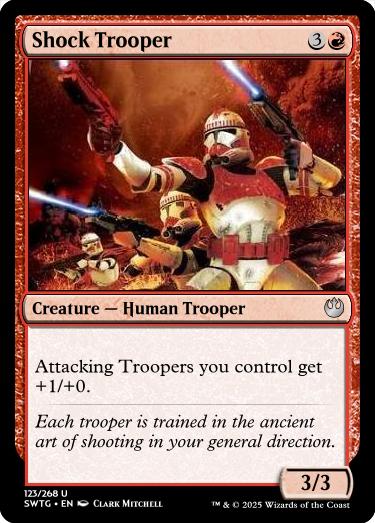 Shock Trooper 3
Creature — Human Trooper
Attacking Troopers you control get
+1/+0.
Each trooper is trained in the ancient
art of shooting in your general direction.
3/3
123/268 U
SWTG • EN Clark Mitchell
™ & © 2025 Wizards of the Coast